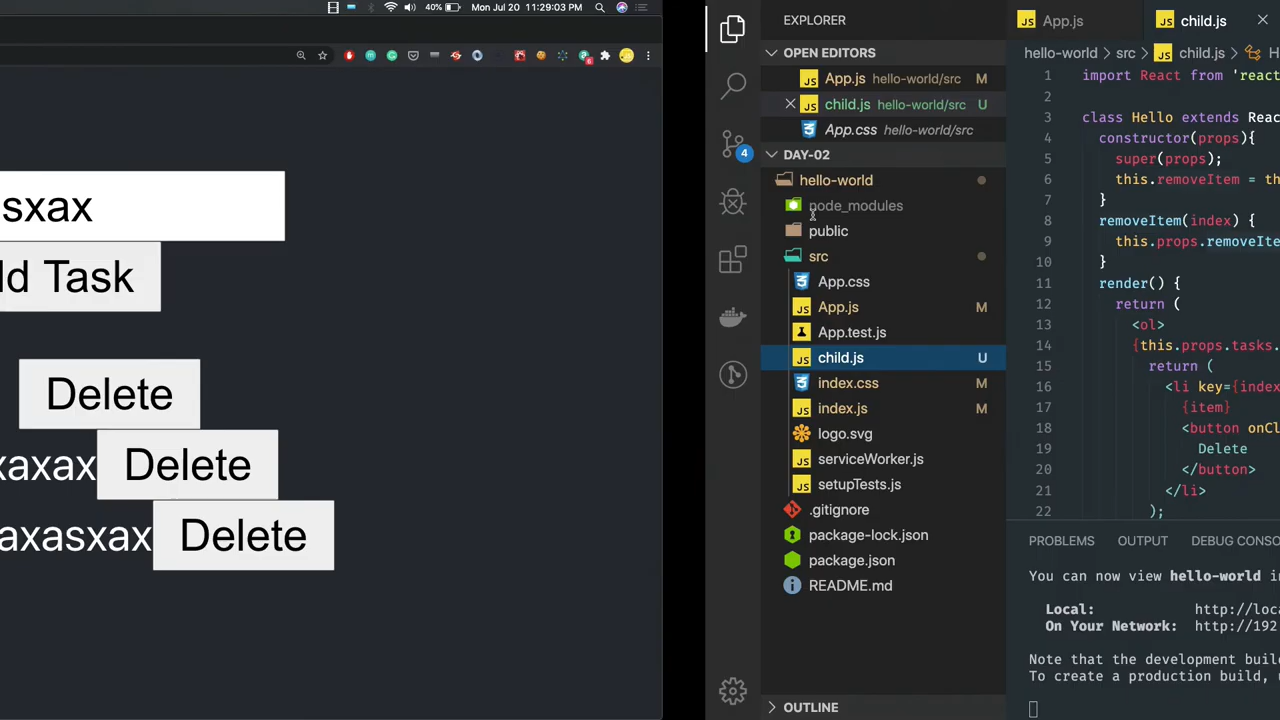 40% Mon Jul 20 11:29:03 PM
sxax
ld Task
Delete
xaxax Delete
axasxax Delete
EXPLORER
OPEN EDITORS
App.js hello-world/src M
child.js hello-world/src U
App.css hello-world/src
4
DAY-02
hello-world
node_modules
public
src
App.css
App.js M
App.test.js
child.js U
index.css M
index.js M
logo.svg
serviceWorker.js
setupTests.js
.gitignore
package-lock.json
package.json
README.md
OUTLINE
App.js child.js
hello-world > src > JS child.js > H
1 import React from 'react
2
3 class Hello extends Reac
4 constructor(props){
5 super(props);
6 this.removeItem = th
7 }
8 removeItem(index) {
9 this.props.removeIte
10 }
11 render() {
12 return (
13 <ol>
14 {this.props.tasks.
15 return (
16 <li key={index
17 {item}
18 <button onCl
19 Delete
20 </button>
21 </li>
22 );
PROBLEMS OUTPUT DEBUG CONSO
You can now view hello-world i
Local: http://loca
On Your Network: http://192
Note that the development buil
To create a production build,